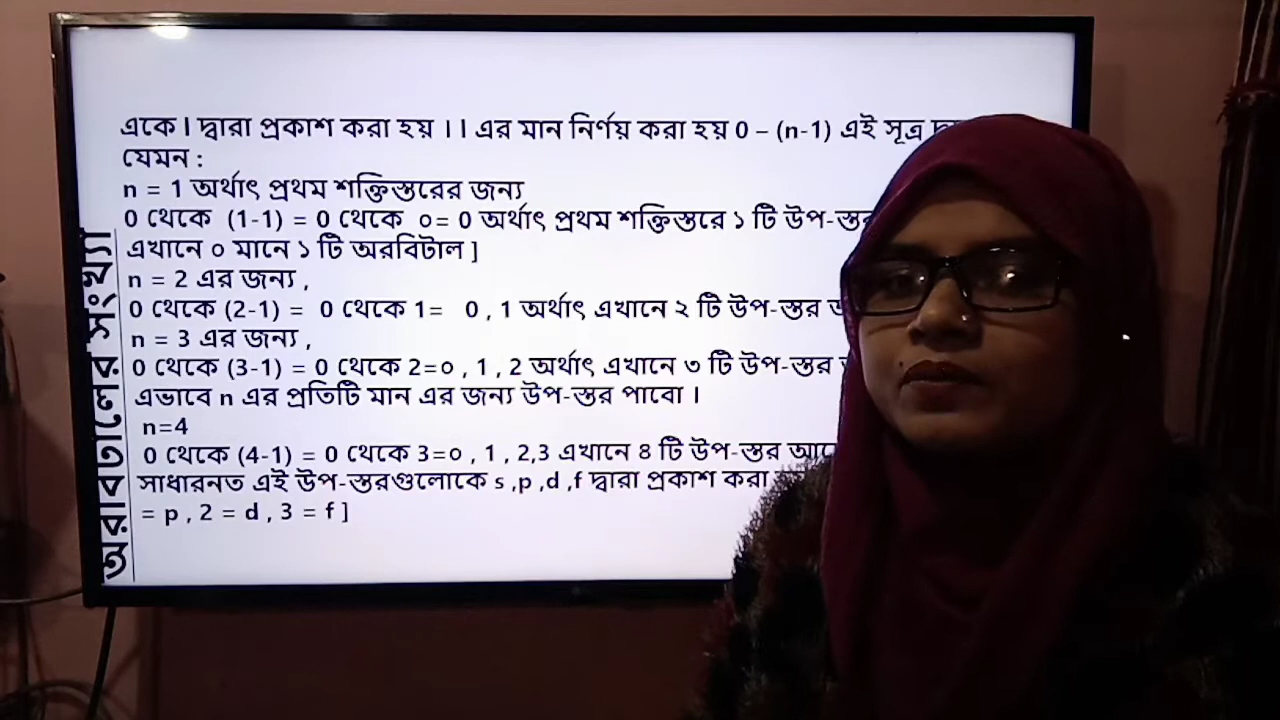 একে l দ্বারা প্রকাশ করা হয় । l এর মান নির্ণয় করা হয় 0 – (n-1) এই সূত্র
যেমন :
n = 1 অর্থাৎ প্রথম শক্তিস্তরের জন্য
0 থেকে (1-1) = 0 থেকে ০= 0 অর্থাৎ প্রথম শক্তিস্তরে ১ টি উপ-স্তর
এখানে ০ মানে ১ টি অরবিটাল ]
n = 2 এর জন্য ,
0 থেকে (2-1) = 0 থেকে 1= 0 , 1 অর্থাৎ এখানে ২ টি উপ-স্তর
n = 3 এর জন্য ,
0 থেকে (3-1) = 0 থেকে 2=০ , 1 , 2 অর্থাৎ এখানে ৩ টি উপ-স্তর
এভাবে n এর প্রতিটি মান এর জন্য উপ-স্তর পাবো ।
n=4
0 থেকে (4-1) = 0 থেকে 3=০ , 1 , 2,3 এখানে 8 টি উপ-স্তর
সাধারনত এই উপ-স্তরগুলোকে s ,p ,d ,f দ্বারা প্রকাশ করা
= p , 2 = d , 3 = f ]
অরবিটালের সংখ্যা